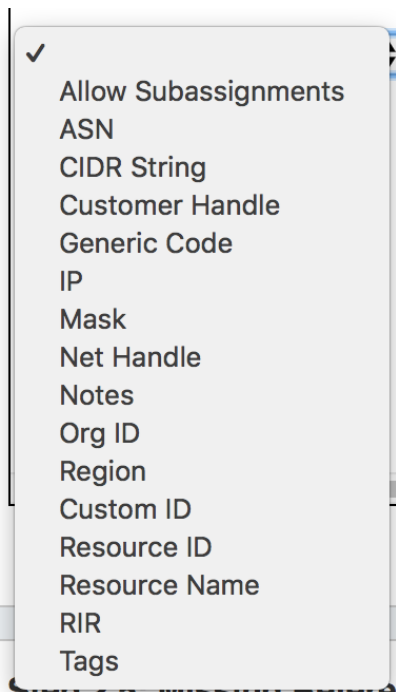 Allow Subassignments
ASN
CIDR String
Customer Handle
Generic Code
IP
Mask
Net Handle
Notes
Org ID
Region
Custom ID
Resource ID
Resource Name
RIR
Tags